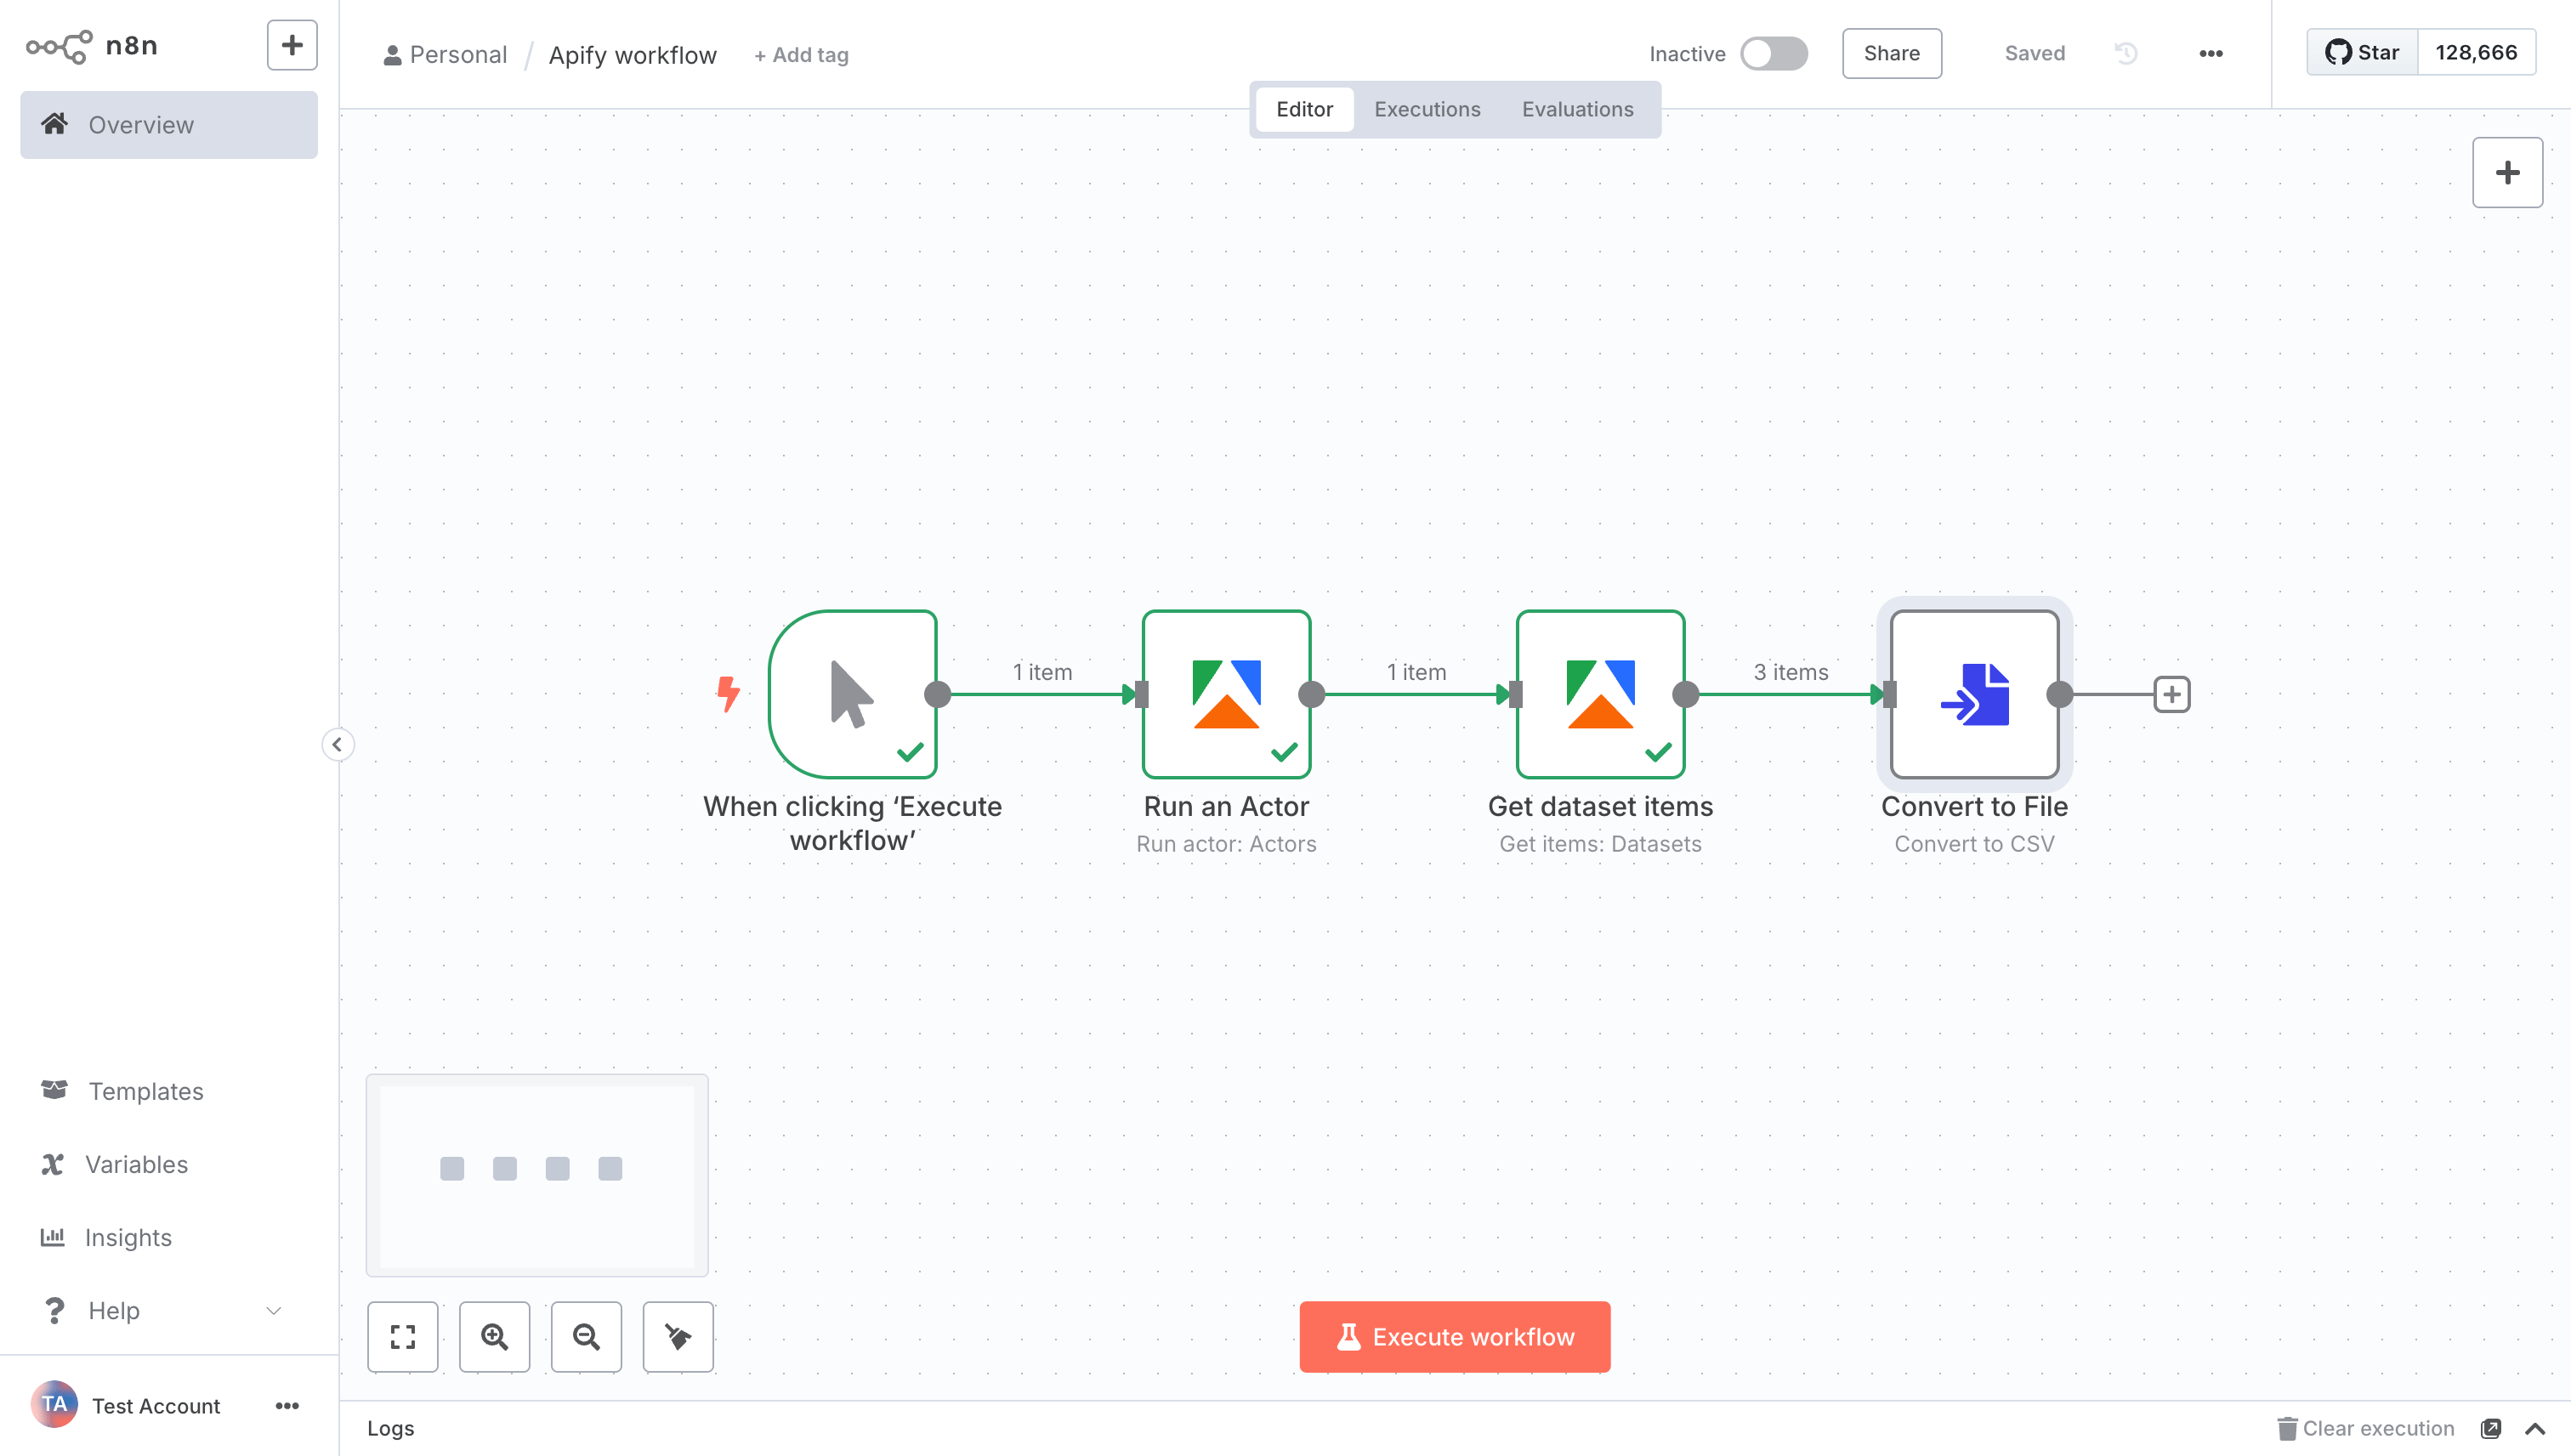 n8n
Overview
Personal / Apify workflow + Add tag
Inactive
Share
Saved
Star 128,666
Editor Executions Evaluations
1 item
1 item
3 items
When clicking ‘Execute
workflow’
Run an Actor
Run actor: Actors
Get dataset items
Get items: Datasets
Convert to File
Convert to CSV
Templates
Variables
Insights
Help
TA Test Account
Execute workflow
Logs
Clear execution